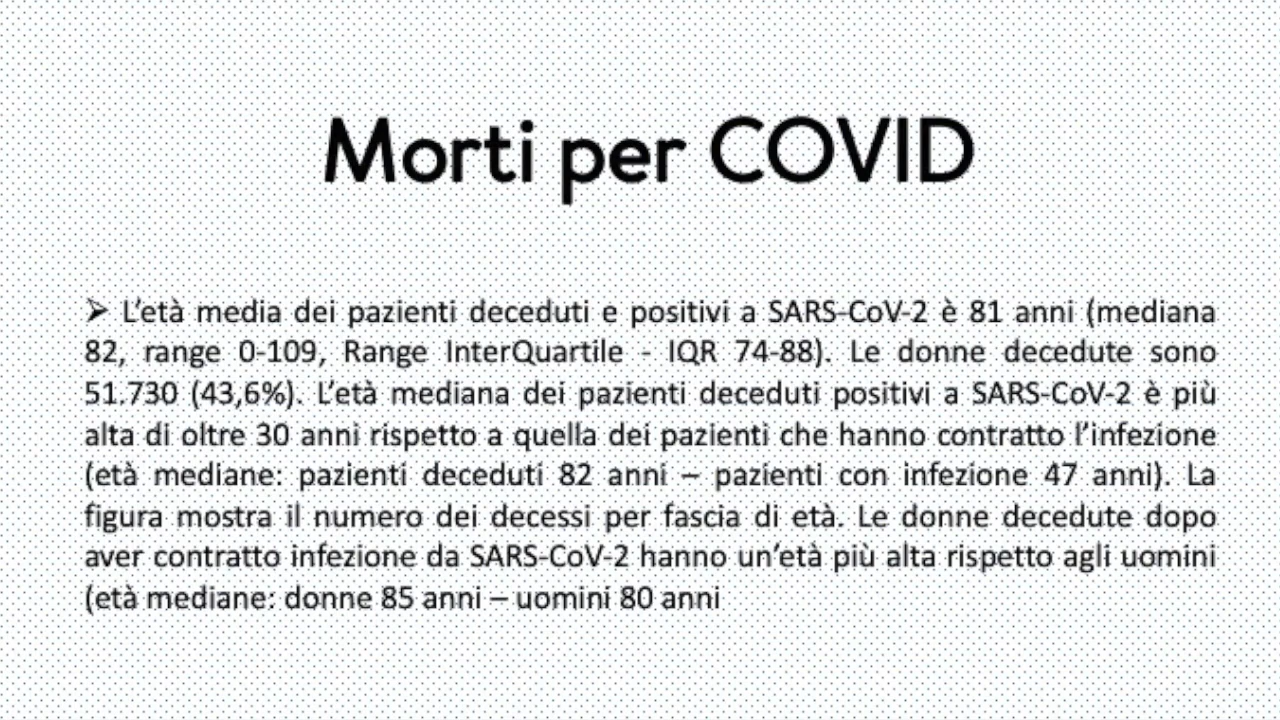 Morti per COVID
➢ L'età media dei pazienti deceduti e positivi a SARS-CoV-2 è 81 anni (mediana
82, range 0-109, Range InterQuartile - IQR 74-88). Le donne decedute sono
51.730 (43,6%). L'età mediana dei pazienti deceduti positivi a SARS-CoV-2 è più
alta di oltre 30 anni rispetto a quella dei pazienti che hanno contratto l'infezione
(età mediane: pazienti deceduti 82 anni – pazienti con infezione 47 anni). La
figura mostra il numero dei decessi per fascia di età. Le donne decedute dopo
aver contratto infezione da SARS-CoV-2 hanno un'età più alta rispetto agli uomini
(età mediane: donne 85 anni – uomini 80 anni